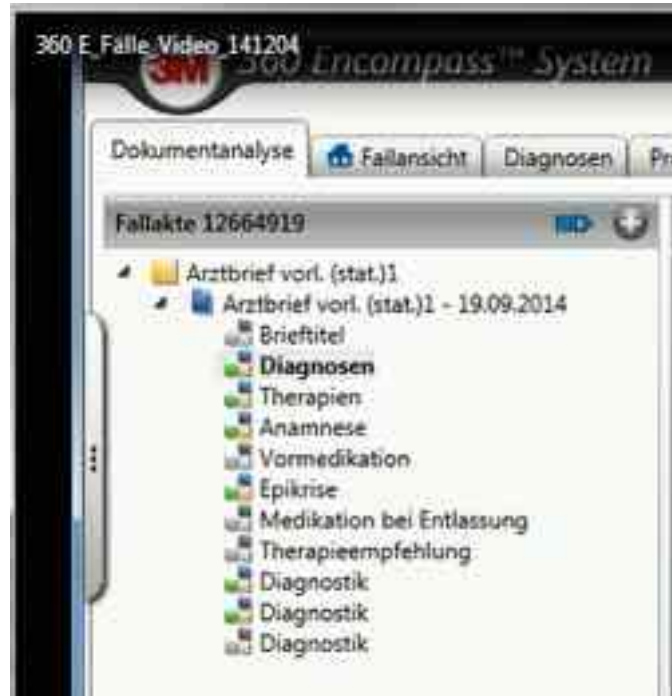 360 E_Fälle_Video_141204
3M 360 Encompass™ System
Dokumentanalyse Fallansicht Diagnosen
Fallakte 12664919
Arztbrief vorl. (stat.)1
Arztbrief vorl. (stat.)1 - 19.09.2014
Brieftitel
Diagnosen
Therapien
Anamnese
Vormedikation
Epikrise
Medikation bei Entlassung
Therapieempfehlung
Diagnostik
Diagnostik
Diagnostik